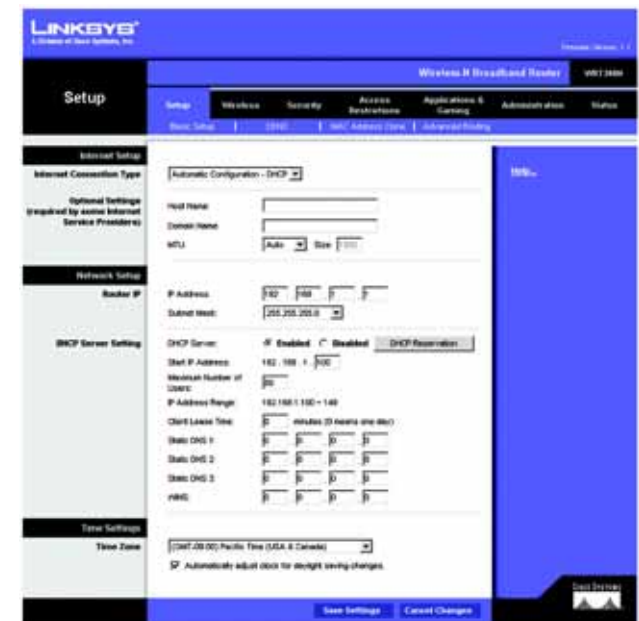 LINKSYS
A Division of Cisco Systems, Inc.
Wireless-N Broadband Router
Setup
Setup Wireless Security Access Restrictions Applications & Gaming Administration Status
Basic Setup | DDNS | MAC Address Clone | Advanced Routing
Internet Setup
Internet Connection Type
Automatic Configuration - DHCP
Help...
Optional Settings
(required by some Internet
Service Providers)
Host Name
Domain Name
MTU
Auto Size
Network Setup
Router IP
IP Address: 192 . 168 . 1 . 1
Subnet Mask: 255.255.255.0
DHCP Server Setting
DHCP Server: Enabled Disabled DHCP Reservation
Start IP Address: 192 . 168 . 1 . 100
Maximum Number of
Users: 50
IP Address Range: 192.168.1.100 ~ 149
Client Lease Time: 0 minutes (0 means one day)
Static DNS 1: 0 0 0 0
Static DNS 2: 0 0 0 0
Static DNS 3: 0 0 0 0
WINS: 0 0 0 0
Time Settings
Time Zone
(GMT-08:00) Pacific Time (USA & Canada)
Automatically adjust clock for daylight saving changes.
Save Settings Cancel Changes
Cisco Systems